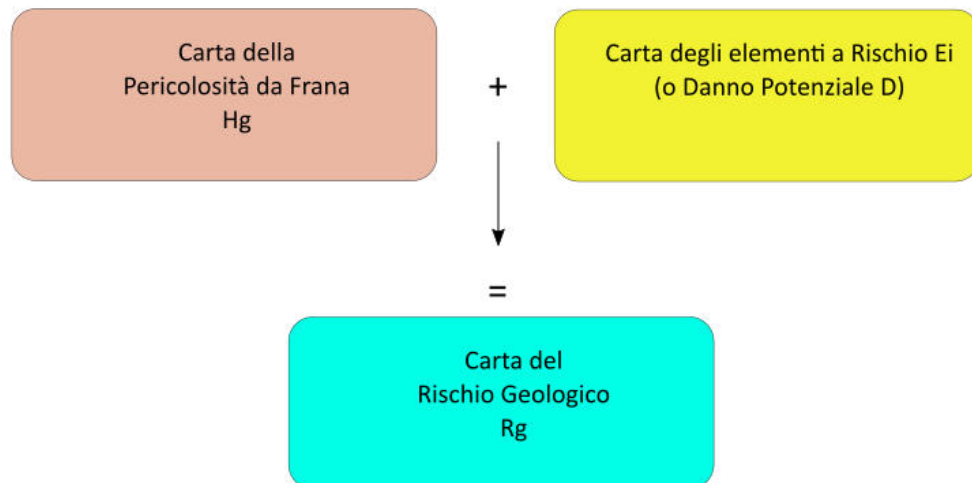 Carta della
Pericolosità da Frana
Hg
+
Carta degli elementi a Rischio Ei
(o Danno Potenziale D)
=
Carta del
Rischio Geologico
Rg